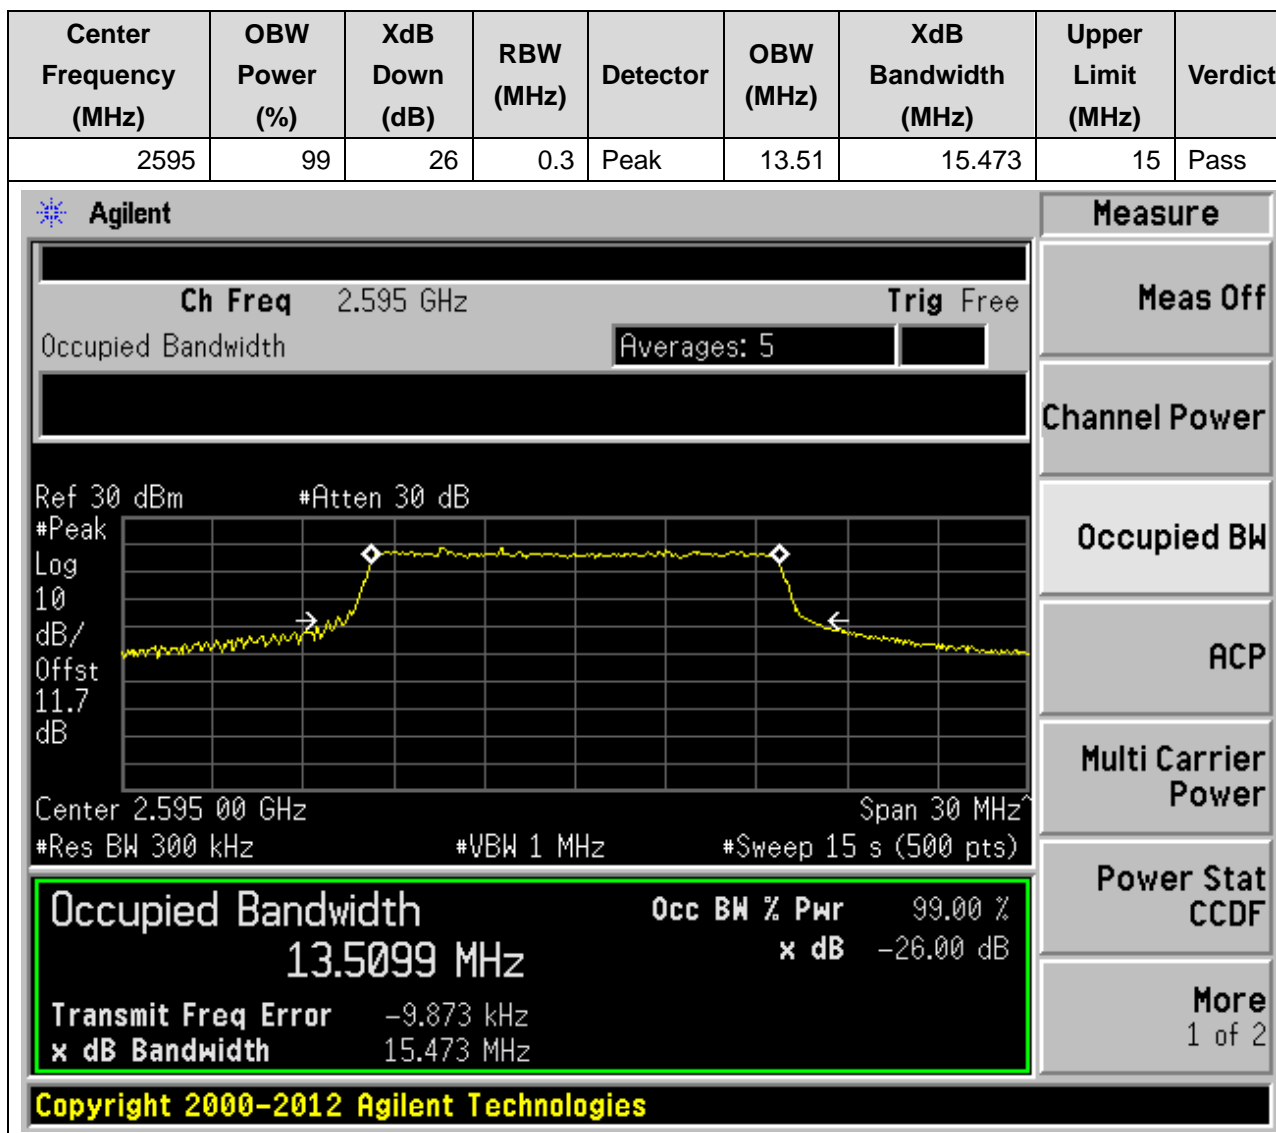 Center Frequency (MHz) OBW Power (%) XdB Down (dB) RBW (MHz) Detector OBW (MHz) XdB Bandwidth (MHz) Upper Limit (MHz) Verdict
2595 99 26 0.3 Peak 13.51 15.473 15 Pass
Agilent
Measure
Ch Freq 2.595 GHz Trig Free
Meas Off
Occupied Bandwidth Averages: 5
Channel Power
Ref 30 dBm #Atten 30 dB
#Peak
Log
10
dB/
Offst
11.7
dB
Occupied BW
ACP
Multi Carrier
Power
Center 2.595 00 GHz Span 30 MHz^
#Res BW 300 kHz #VBW 1 MHz #Sweep 15 s (500 pts)
Power Stat
CCDF
Occupied Bandwidth
13.5099 MHz
Occ BW % Pwr 99.00 %
x dB -26.00 dB
Transmit Freq Error -9.873 kHz
x dB Bandwidth 15.473 MHz
More
1 of 2
Copyright 2000-2012 Agilent Technologies